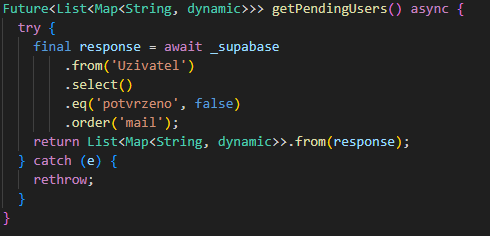 Future<List<Map<String, dynamic>>> getPendingUsers() async {
  try {
    final response = await _supabase
        .from('Uzivatel')
        .select()
        .eq('potvrzeno', false)
        .order('mail');
    return List<Map<String, dynamic>>.from(response);
  } catch (e) {
    rethrow;
  }
}